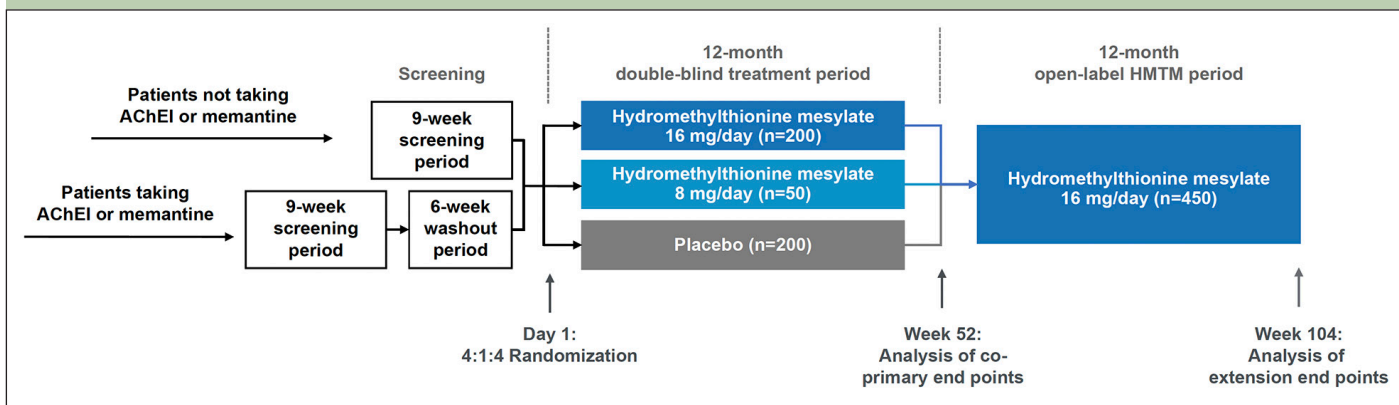 Screening
12-month
double-blind treatment period
12-month
open-label HMTM period
Patients not taking
AChEI or memantine
9-week
screening
period
Patients taking
AChEI or memantine
9-week
screening
period
6-week
washout
period
Hydromethylthionine mesylate
16 mg/day (n=200)
Hydromethylthionine mesylate
8 mg/day (n=50)
Placebo (n=200)
Hydromethylthionine mesylate
16 mg/day (n=450)
Day 1:
4:1:4 Randomization
Week 52:
Analysis of co-
primary end points
Week 104:
Analysis of
extension end points